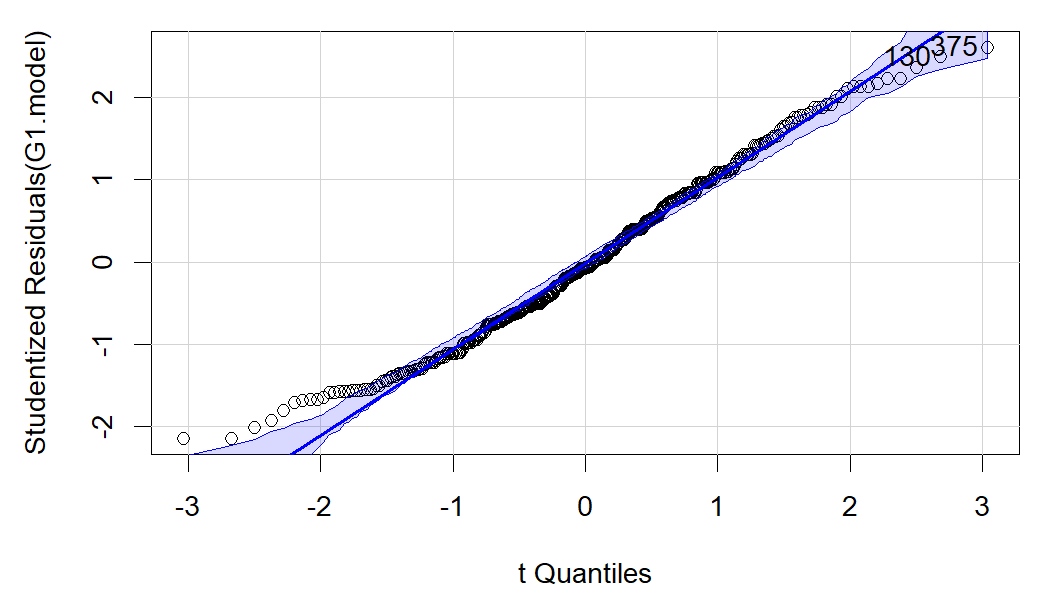 Studentized Residuals(G1.model)
2
1
0
-1
-2
130
375
-3 -2 -1 0 1 2 3
t Quantiles